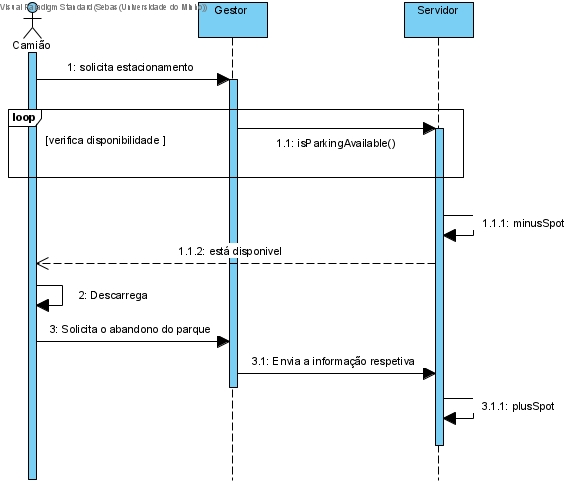 Visual Paradigm Standard (Sebas (Universidade do Minho))
Gestor
Servidor
Camião
1: solicita estacionamento
loop
[verifica disponibilidade ]
1.1: isParkingAvailable()
1.1.1: minusSpot
1.1.2: está disponivel
2: Descarrega
3: Solicita o abandono do parque
3.1: Envia a informação respetiva
3.1.1: plusSpot